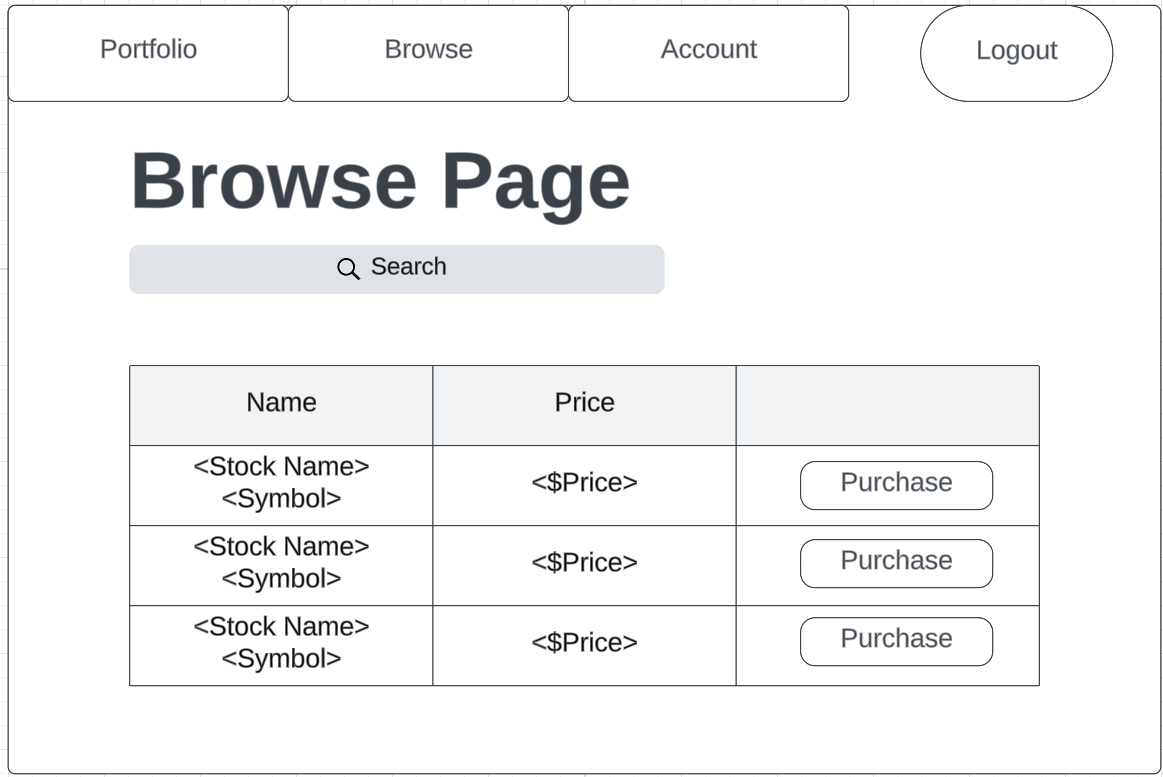 Portfolio
Browse
Account
Logout
Browse Page
Search
Name
Price
<Stock Name>
<Symbol>
<$Price>
Purchase
<Stock Name>
<Symbol>
<$Price>
Purchase
<Stock Name>
<Symbol>
<$Price>
Purchase